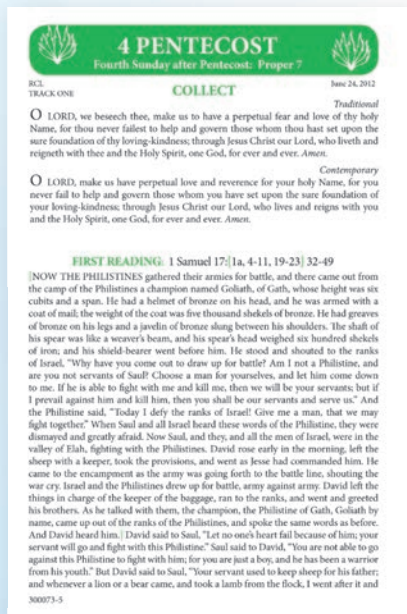 4 PENTECOST
Fourth Sunday after Pentecost: Proper 7
RCL
TRACK ONE
COLLECT
June 24, 2012
Traditional
O LORD, we beseech thee, make us to have a perpetual fear and love of thy holy
Name, for thou never failest to help and govern those whom thou hast set upon the
sure foundation of thy loving-kindness; through Jesus Christ our Lord, who liveth and
reigneth with thee and the Holy Spirit, one God, for ever and ever. Amen.
Contemporary
O LORD, make us have perpetual love and reverence for your holy Name, for you
never fail to help and govern those whom you have set upon the sure foundation of
your loving-kindness; through Jesus Christ our Lord, who lives and reigns with you
and the Holy Spirit, one God, for ever and ever. Amen.
FIRST READING: 1 Samuel 17:[1a, 4-11, 19-23] 32-49
[NOW THE PHILISTINES gathered their armies for battle, and there came out from
the camp of the Philistines a champion named Goliath, of Gath, whose height was six
cubits and a span. He had a helmet of bronze on his head, and he was armed with a
coat of mail; the weight of the coat was five thousand shekels of bronze. He had greaves
of bronze on his legs and a javelin of bronze slung between his shoulders. The shaft of
his spear was like a weaver's beam, and his spear's head weighed six hundred shekels
of iron; and his shield-bearer went before him. He stood and shouted to the ranks
of Israel, "Why have you come out to draw up for battle? Am I not a Philistine, and
are you not servants of Saul? Choose a man for yourselves, and let him come down
to me. If he is able to fight with me and kill me, then we will be your servants; but if
I prevail against him and kill him, then you shall be our servants and serve us." And
the Philistine said, "Today I defy the ranks of Israel! Give me a man, that we may
fight together." When Saul and all Israel heard these words of the Philistine, they were
dismayed and greatly afraid. Now Saul, and they, and all the men of Israel, were in the
valley of Elah, fighting with the Philistines. David rose early in the morning, left the
sheep with a keeper, took the provisions, and went as Jesse had commanded him. He
came to the encampment as the army was going forth to the battle line, shouting the
war cry. Israel and the Philistines drew up for battle, army against army. David left the
things in charge of the keeper of the baggage, ran to the ranks, and went and greeted
his brothers. As he talked with them, the champion, the Philistine of Gath, Goliath by
name, came up out of the ranks of the Philistines, and spoke the same words as before.
And David heard him.] David said to Saul, "Let no one's heart fail because of him; your
servant will go and fight with this Philistine." Saul said to David, "You are not able to go
against this Philistine to fight with him; for you are just a boy, and he has been a warrior
from his youth." But David said to Saul, "Your servant used to keep sheep for his father;
and whenever a lion or a bear came, and took a lamb from the flock, I went after it and
300073-5